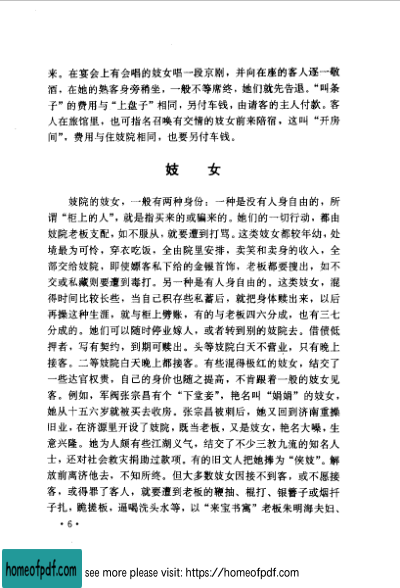 来。在宴会上有会唱的妓女唱一段京剧，并向在座的客人逐一敬
酒，在她的熟客身旁稍坐，一般不等席终，她们就先告退。“叫条
子”的费用与“上盘子”相同，另付车钱，由请客的主人付款。客
人在旅馆里，也可指名召唤有交情的妓女前来陪宿，这叫“开房
间”，费用与住妓院相同，也要另付车钱。
妓 女
妓院的妓女，一般有两种身份：一种是没有人身自由的，所
谓“柜上的人”，就是指买来的或骗来的。她们的一切行动，都由
妓院老板支配，如不服从，就要遭到打骂。这类妓女都较年幼，处
境最为可怜，穿衣吃饭，全由院里安排，卖笑和卖身的收入，全
部交给妓院，即使嫖客私下给的金银首饰，老板都要搜出，如不
交或私藏则要遭到毒打。另一种是有人身自由的。这类妓女，混
得时间比较长些，当自己积存些私蓄后，就把身体赎出来，以后
再操这种生涯，就与柜上劈账，有的与老板四六分成，也有三七
分成的。她们可以随时停业嫁人，或者转到别的妓院去。借债低
押者，写有契约，到期可赎出。头等妓院白天不营业，只有晚上
接客。二等妓院白天晚上都接客。有些混得极红的妓女，结交了
一些达官权贵，自己的身价也随之提高，不肯跟着一般的妓女见
客。例如，军阀张宗昌有个“下堂妾”，艳名叫“娟娟”的妓女，
她从十五六岁就被买去收房。张宗昌被刺后，她又回到济南重操
旧业，在济源里开设了妓院，既当老板，又是妓女，艳名大噪，生
意兴隆。她为人颇有些江湖义气，结交了不少三教九流的知名人
士，还对社会救灾捐助过款项。有的旧文人把她捧为“侠妓”。解
放前离济他去，不知所终。但大多数妓女因接不到客，或不愿接
客，或得罪了客人，就要遭到老板的鞭抽、棍打、银簪子或烟扦
子扎，跪搓板，逼喝洗头水等，以“来宝书寓”老板朱明海夫妇、
·6·
homeofpdf.com
see more please visit: https://homeofpdf.com